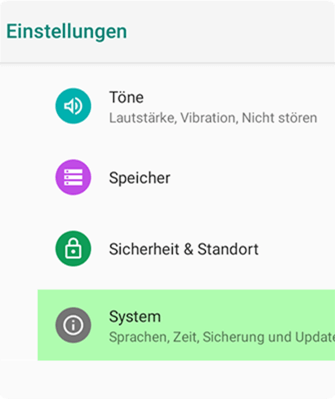 Einstellungen
Töne
Lautstärke, Vibration, Nicht stören
Speicher
Sicherheit & Standort
System
Sprachen, Zeit, Sicherung und Update